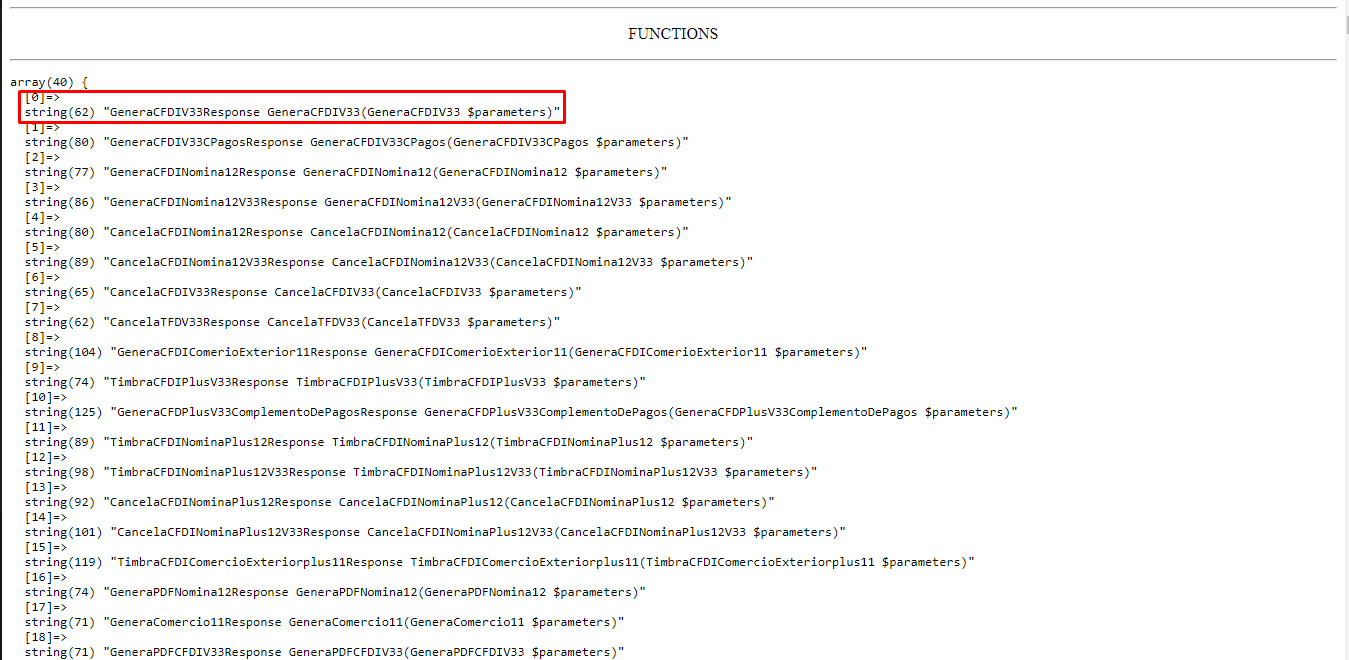 FUNCTIONS
array(40) {
[0]=>
string(62) "GeneraCFDIV33Response GeneraCFDIV33(GeneraCFDIV33 $parameters)"
[1]=>
string(80) "GeneraCFDIV33CPagosResponse GeneraCFDIV33CPagos(GeneraCFDIV33CPagos $parameters)"
[2]=>
string(77) "GeneraCFDINomina12Response GeneraCFDINomina12(GeneraCFDINomina12 $parameters)"
[3]=>
string(86) "GeneraCFDINomina12V33Response GeneraCFDINomina12V33(GeneraCFDINomina12V33 $parameters)"
[4]=>
string(80) "CancelaCFDINomina12Response CancelaCFDINomina12(CancelaCFDINomina12 $parameters)"
[5]=>
string(89) "CancelaCFDINomina12V33Response CancelaCFDINomina12V33(CancelaCFDINomina12V33 $parameters)"
[6]=>
string(65) "CancelaCFDIV33Response CancelaCFDIV33(CancelaCFDIV33 $parameters)"
[7]=>
string(62) "CancelaTFDV33Response CancelaTFDV33(CancelaTFDV33 $parameters)"
[8]=>
string(104) "GeneraCFDIComerioExterior11Response GeneraCFDIComerioExterior11(GeneraCFDIComerioExterior11 $parameters)"
[9]=>
string(74) "TimbraCFDIPlusV33Response TimbraCFDIPlusV33(TimbraCFDIPlusV33 $parameters)"
[10]=>
string(125) "GeneraCFDPlusV33ComplementoDePagosResponse GeneraCFDPlusV33ComplementoDePagos(GeneraCFDPlusV33ComplementoDePagos $parameters)"
[11]=>
string(89) "TimbraCFDINominaPlus12Response TimbraCFDINominaPlus12(TimbraCFDINominaPlus12 $parameters)"
[12]=>
string(98) "TimbraCFDINominaPlus12V33Response TimbraCFDINominaPlus12V33(TimbraCFDINominaPlus12V33 $parameters)"
[13]=>
string(92) "CancelaCFDINominaPlus12Response CancelaCFDINominaPlus12(CancelaCFDINominaPlus12 $parameters)"
[14]=>
string(101) "CancelaCFDINominaPlus12V33Response CancelaCFDINominaPlus12V33(CancelaCFDINominaPlus12V33 $parameters)"
[15]=>
string(119) "TimbraCFDIComercioExteriorplus11Response TimbraCFDIComercioExteriorplus11(TimbraCFDIComercioExteriorplus11 $parameters)"
[16]=>
string(74) "GeneraPDFNomina12Response GeneraPDFNomina12(GeneraPDFNomina12 $parameters)"
[17]=>
string(71) "GeneraComercio11Response GeneraComercio11(GeneraComercio11 $parameters)"
[18]=>
string(71) "GeneraPDFCFDIV33Response GeneraPDFCFDIV33(GeneraPDFCFDIV33 $parameters)"